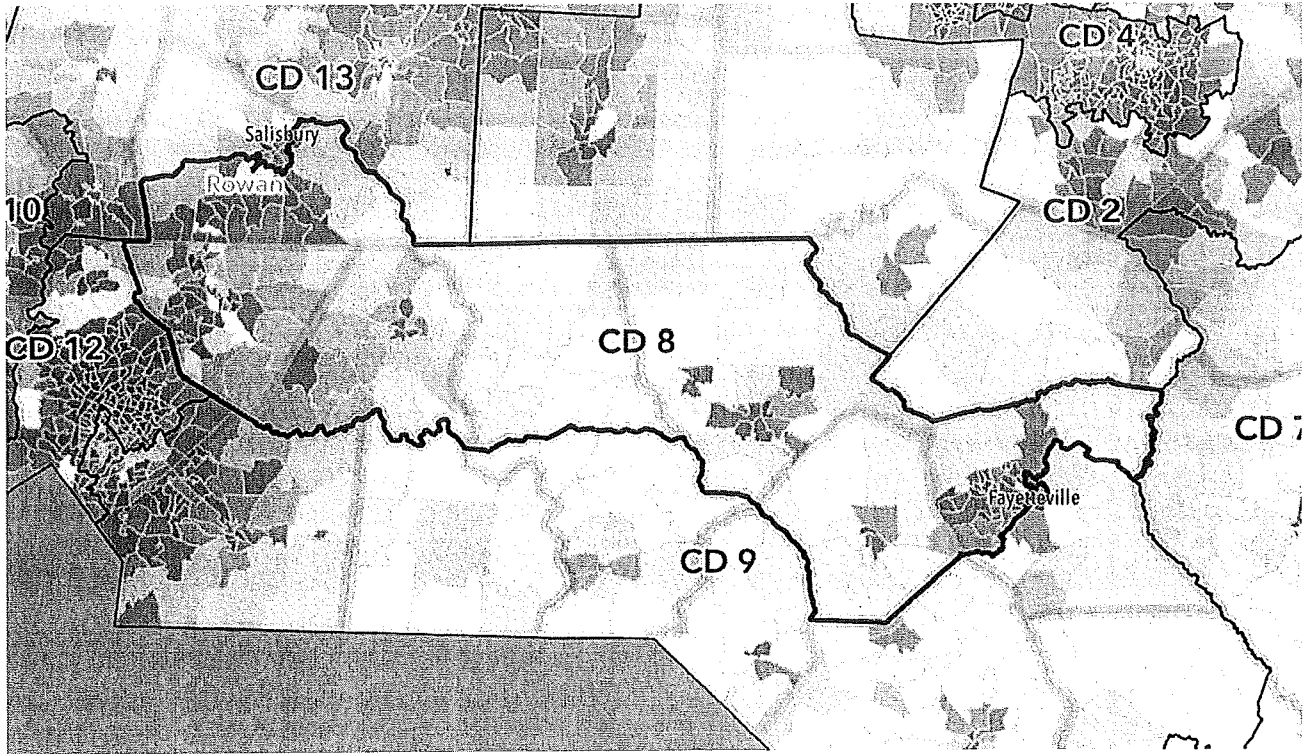 CD 4
CD 13
Salisbury
Rowan
10
CD 2
CD 12
CD 8
CD 7
Fayetteville
CD 9